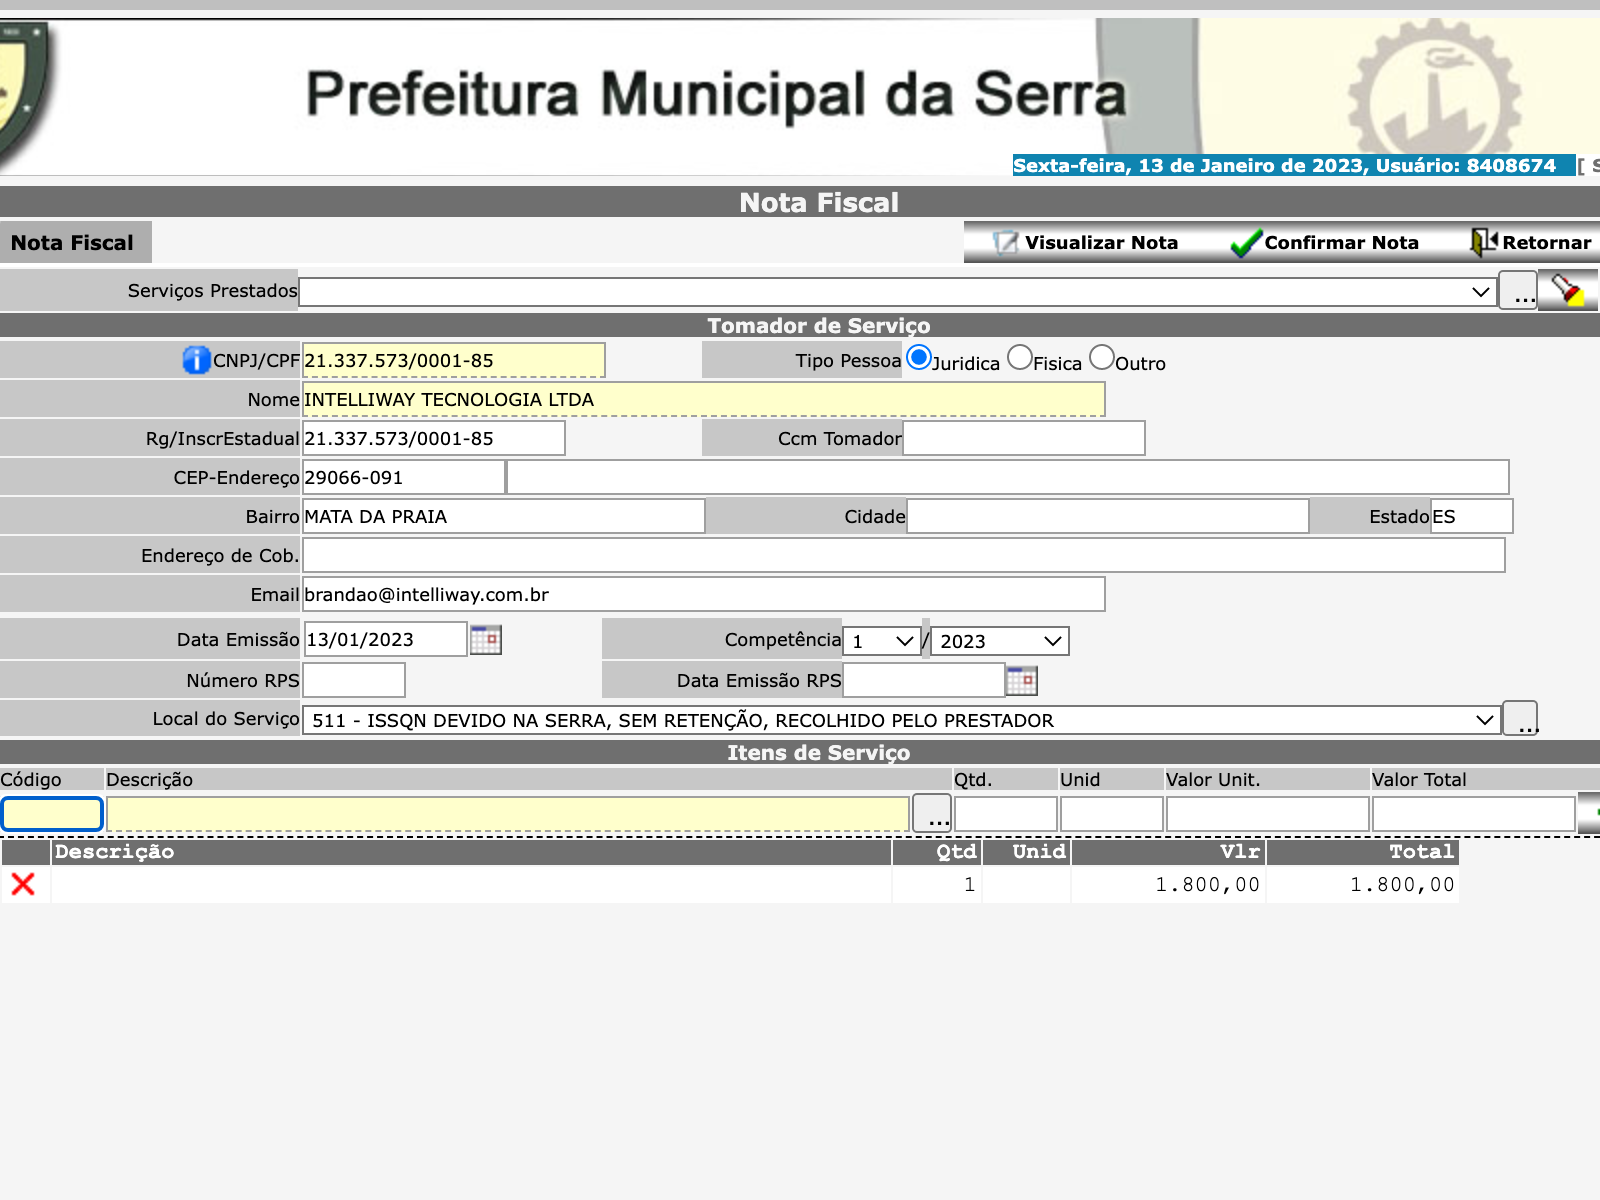 Prefeitura Municipal da Serra
Sexta-feira, 13 de Janeiro de 2023, Usuário: 8408674 [ S
Nota Fiscal
Nota Fiscal Visualizar Nota Confirmar Nota Retornar
Serviços Prestados ...
Tomador de Serviço
CNPJ/CPF 21.337.573/0001-85 Tipo Pessoa Juridica Fisica Outro
Nome INTELLIWAY TECNOLOGIA LTDA
Rg/InscrEstadual 21.337.573/0001-85 Ccm Tomador
CEP-Endereço 29066-091
Bairro MATA DA PRAIA Cidade Estado ES
Endereço de Cob.
Email brandao@intelliway.com.br
Data Emissão 13/01/2023 Competência 1 / 2023
Número RPS Data Emissão RPS
Local do Serviço 511 - ISSQN DEVIDO NA SERRA, SEM RETENÇÃO, RECOLHIDO PELO PRESTADOR ...
Itens de Serviço
Código Descrição Qtd. Unid Valor Unit. Valor Total
...
Descrição Qtd Unid Vlr Total
1 1.800,00 1.800,00